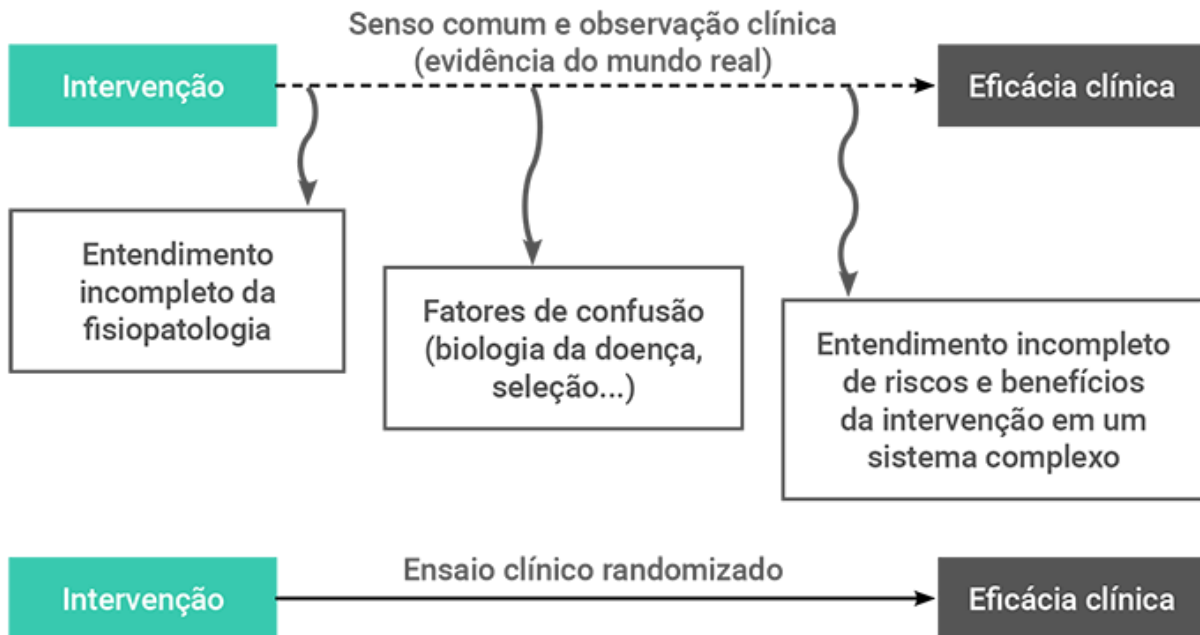 Senso comum e observação clínica
(evidência do mundo real)
Intervenção
Eficácia clínica
Entendimento
incompleto da
fisiopatologia
Fatores de confusão
(biologia da doença,
seleção...)
Entendimento incompleto
de riscos e benefícios
da intervenção em um
sistema complexo
Intervenção
Ensaio clínico randomizado
Eficácia clínica